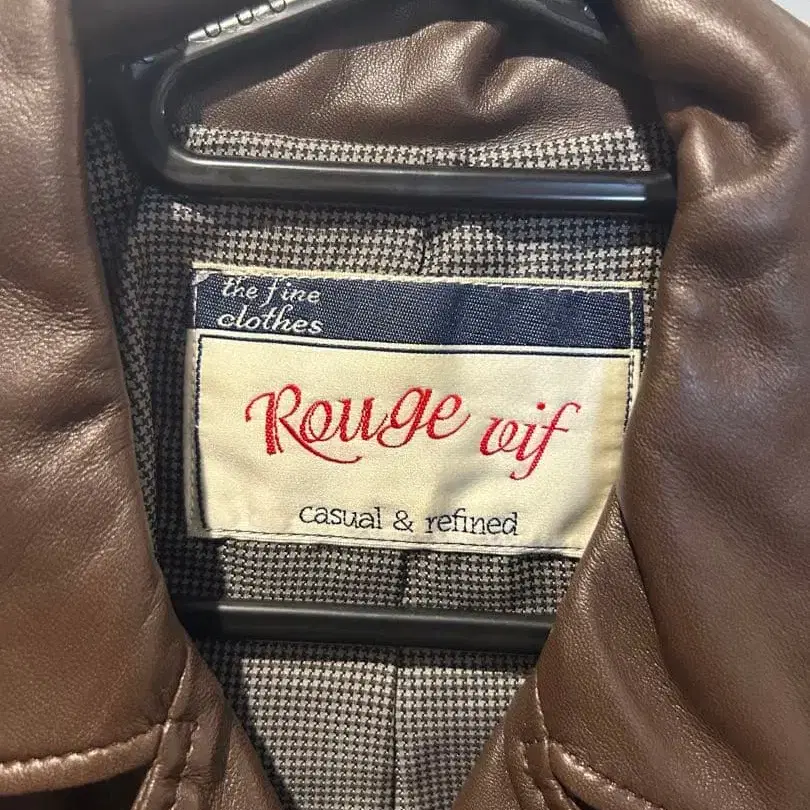 the fine
clothes
Rouge vif
casual & refined